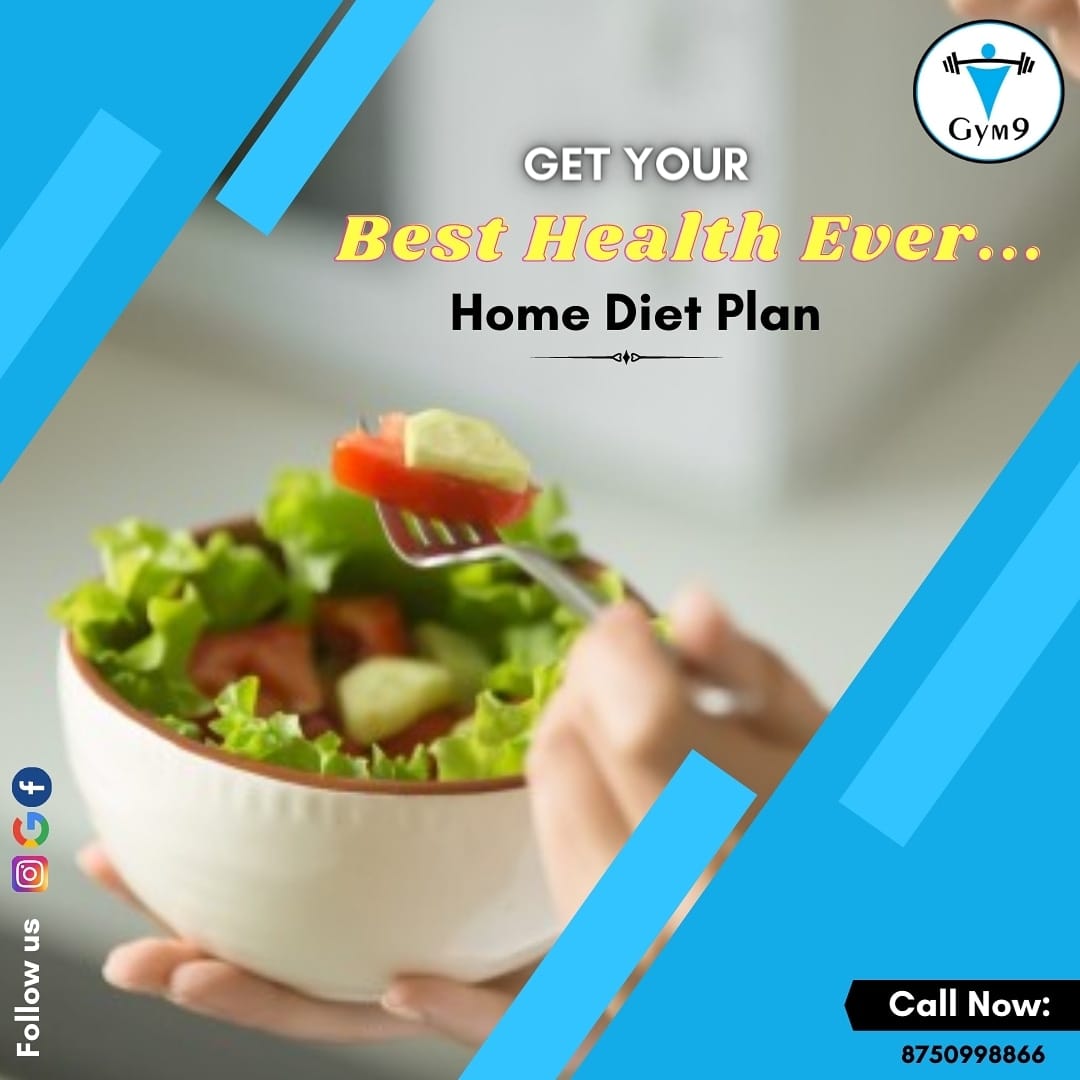 Gym9
GET YOUR
Best Health Ever...
Home Diet Plan
Follow us
Call Now:
8750998866